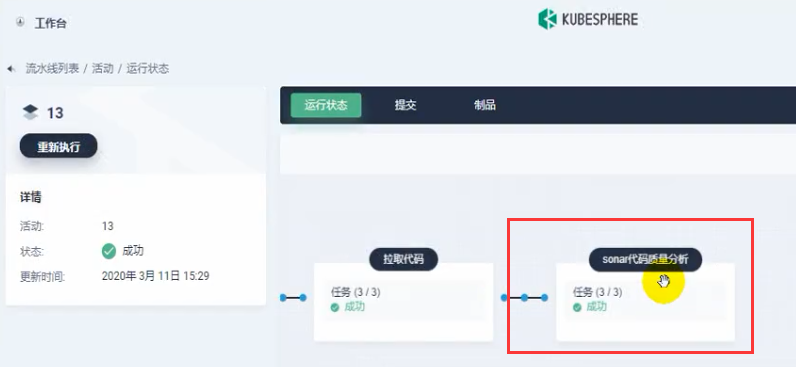 工作台
KUBESPHERE
流水线列表 / 活动 / 运行状态
13
重新执行
详情
活动: 13
状态: 成功
更新时间: 2020年 3月 11日 15:29
运行状态 提交 制品
拉取代码
任务 (3 / 3)
成功
sonar代码质量分析
任务 (3 / 3)
成功